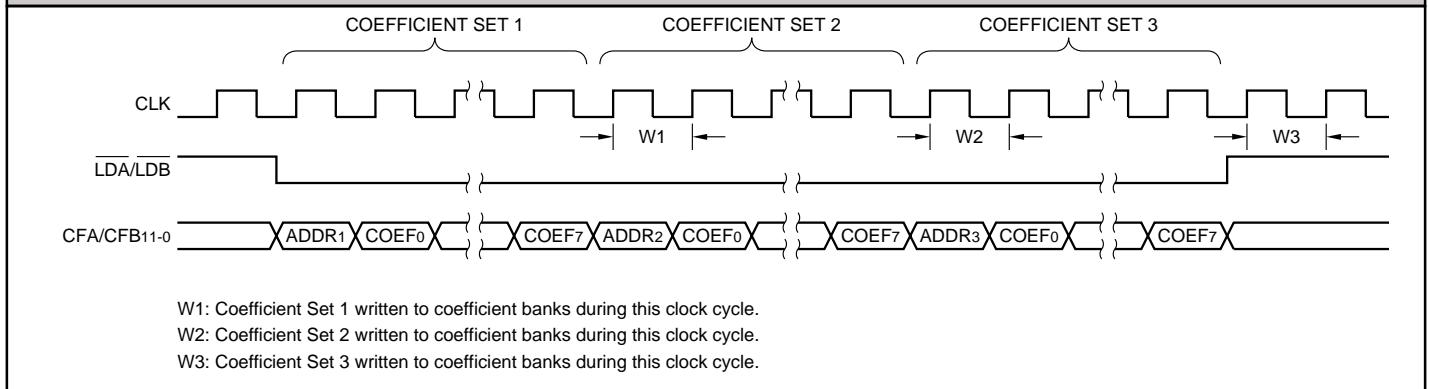 COEFFICIENT SET 1 COEFFICIENT SET 2 COEFFICIENT SET 3
CLK
W1 W2 W3
LDA/LDB
CFA/CFB11-0 ADDR1 COEF0 COEF7 ADDR2 COEF0 COEF7 ADDR3 COEF0 COEF7
W1: Coefficient Set 1 written to coefficient banks during this clock cycle.
W2: Coefficient Set 2 written to coefficient banks during this clock cycle.
W3: Coefficient Set 3 written to coefficient banks during this clock cycle.